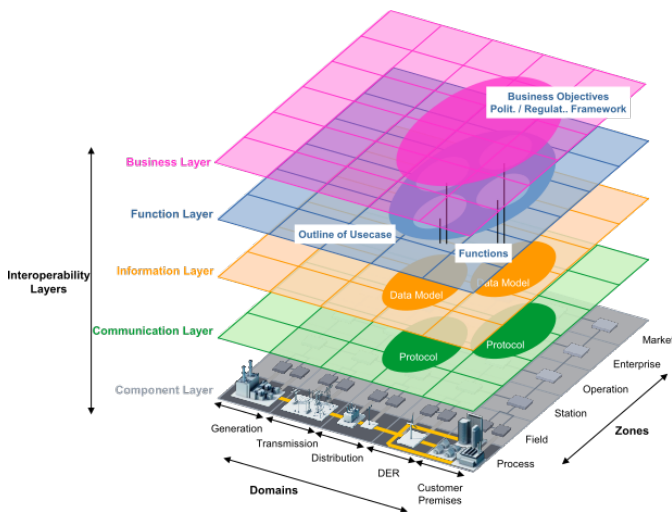 Business Objectives
Polit. / Regulat.. Framework
Business Layer
Function Layer
Outline of Usecase
Functions
Interoperability
Layers
Information Layer
Data Model
Data Model
Communication Layer
Protocol
Protocol
Component Layer
Market
Enterprise
Operation
Station
Field
Process
Zones
Generation
Transmission
Distribution
DER
Customer
Premises
Domains